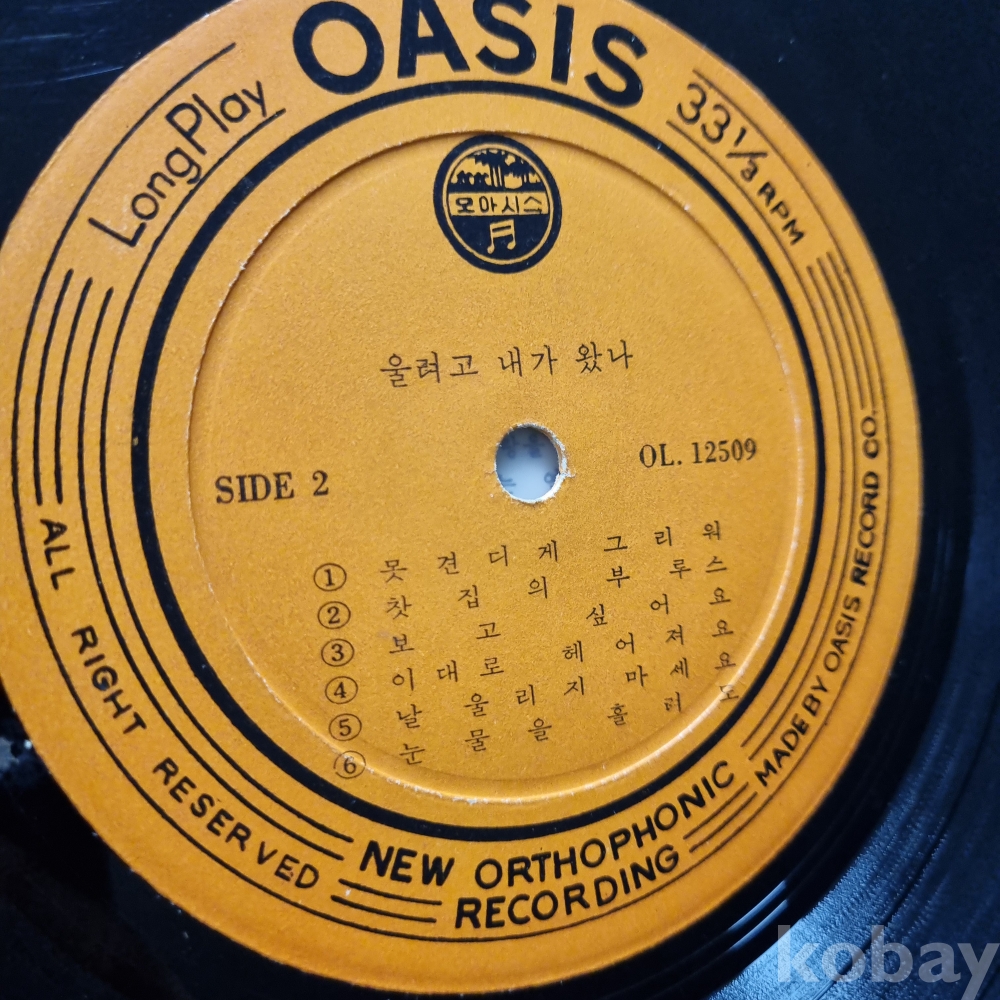 OASIS
Long Play
33⅓ RPM
오아시스
울려고 내가 왔나
SIDE 2
OL. 12509
① 못견디게 그리워
② 찻집의 부루스
③ 보고 싶어요
④ 이대로 헤어져요
⑤ 날 울리지 마세요
⑥ 눈물을 흘려도
ALL RIGHT RESERVED
NEW ORTHOPHONIC
RECORDING
MADE BY OASIS RECORD CO.
kobay